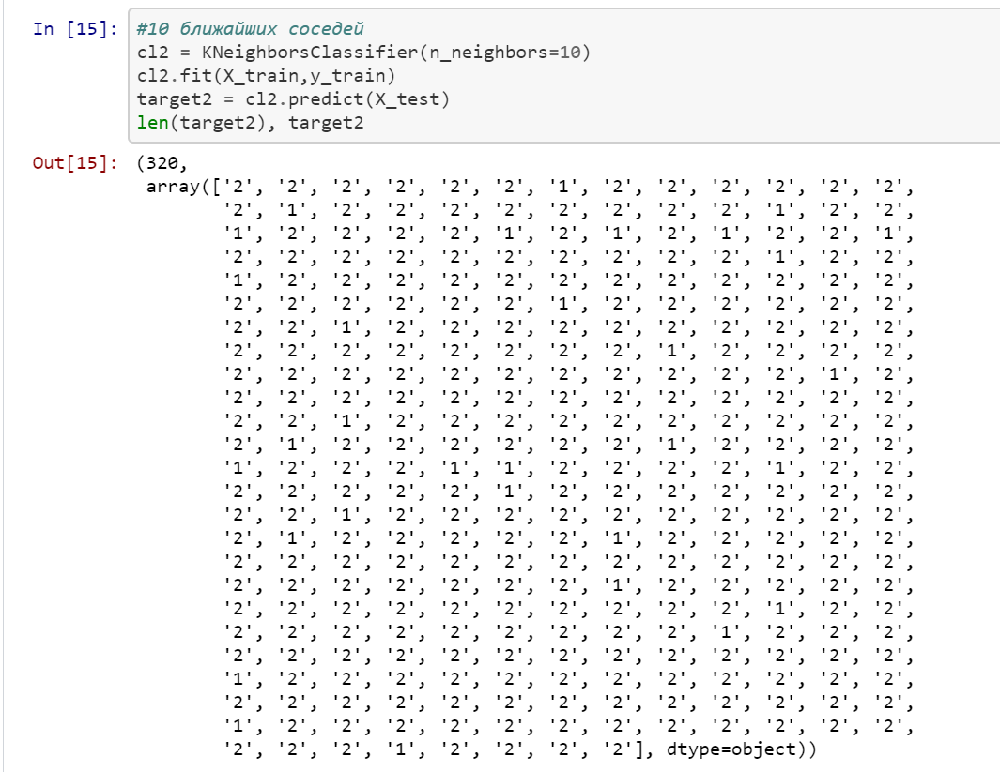 In [15]: #10 ближайших соседей
cl2 = KNeighborsClassifier(n_neighbors=10)
cl2.fit(X_train,y_train)
target2 = cl2.predict(X_test)
len(target2), target2
Out[15]: (320,
array(['2', '2', '2', '2', '2', '2', '1', '2', '2', '2', '2', '2', '2',
'2', '1', '2', '2', '2', '2', '2', '2', '2', '2', '1', '2', '2',
'1', '2', '2', '2', '2', '1', '2', '1', '2', '1', '2', '2', '1',
'2', '2', '2', '2', '2', '2', '2', '2', '2', '2', '1', '2', '2',
'1', '2', '2', '2', '2', '2', '2', '2', '2', '2', '2', '2', '2',
'2', '2', '2', '2', '2', '2', '1', '2', '2', '2', '2', '2', '2',
'2', '2', '1', '2', '2', '2', '2', '2', '2', '2', '2', '2', '2',
'2', '2', '2', '2', '2', '2', '2', '2', '1', '2', '2', '2', '2',
'2', '2', '2', '2', '2', '2', '2', '2', '2', '2', '2', '1', '2',
'2', '2', '2', '2', '2', '2', '2', '2', '2', '2', '2', '2', '2',
'2', '2', '1', '2', '2', '2', '2', '2', '2', '2', '2', '2', '2',
'2', '1', '2', '2', '2', '2', '2', '2', '1', '2', '2', '2', '2',
'1', '2', '2', '2', '1', '1', '2', '2', '2', '2', '1', '2', '2',
'2', '2', '2', '2', '2', '1', '2', '2', '2', '2', '2', '2', '2',
'2', '2', '1', '2', '2', '2', '2', '2', '2', '2', '2', '2', '2',
'2', '1', '2', '2', '2', '2', '2', '1', '2', '2', '2', '2', '2',
'2', '2', '2', '2', '2', '2', '2', '2', '2', '2', '2', '2', '2',
'2', '2', '2', '2', '2', '2', '2', '1', '2', '2', '2', '2', '2',
'2', '2', '2', '2', '2', '2', '2', '2', '2', '2', '1', '2', '2',
'2', '2', '2', '2', '2', '2', '2', '2', '2', '1', '2', '2', '2',
'2', '2', '2', '2', '2', '2', '2', '2', '2', '2', '2', '2', '2',
'1', '2', '2', '2', '2', '2', '2', '2', '2', '2', '2', '2', '2',
'2', '2', '2', '2', '2', '2', '2', '2', '2', '2', '2', '2', '2',
'1', '2', '2', '2', '2', '2', '2', '2', '2', '2', '2', '2', '2',
'2', '2', '2', '1', '2', '2', '2', '2'], dtype=object))